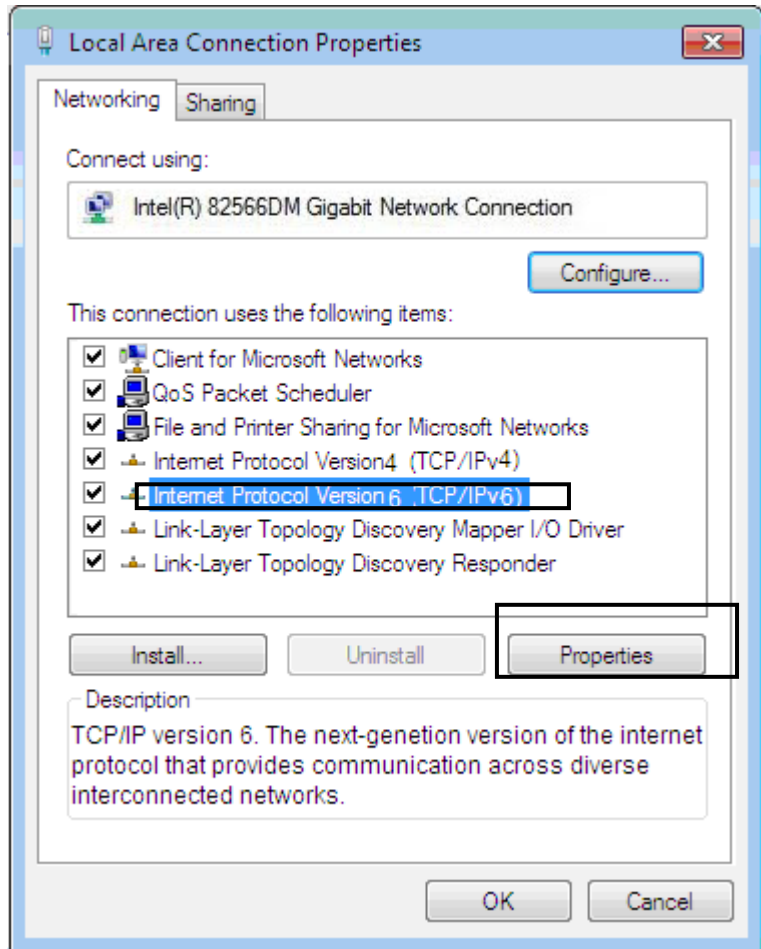 Local Area Connection Properties
Networking
Sharing
Connect using:
Intel(R) 82566DM Gigabit Network Connection
Configure...
This connection uses the following items:
Client for Microsoft Networks
QoS Packet Scheduler
File and Printer Sharing for Microsoft Networks
Internet Protocol Version4 (TCP/IPv4)
Internet Protocol Version 6 (TCP/IPv6)
Link-Layer Topology Discovery Mapper I/O Driver
Link-Layer Topology Discovery Responder
Install...
Uninstall
Properties
Description
TCP/IP version 6. The next-genetion version of the internet
protocol that provides communication across diverse
interconnected networks.
OK
Cancel